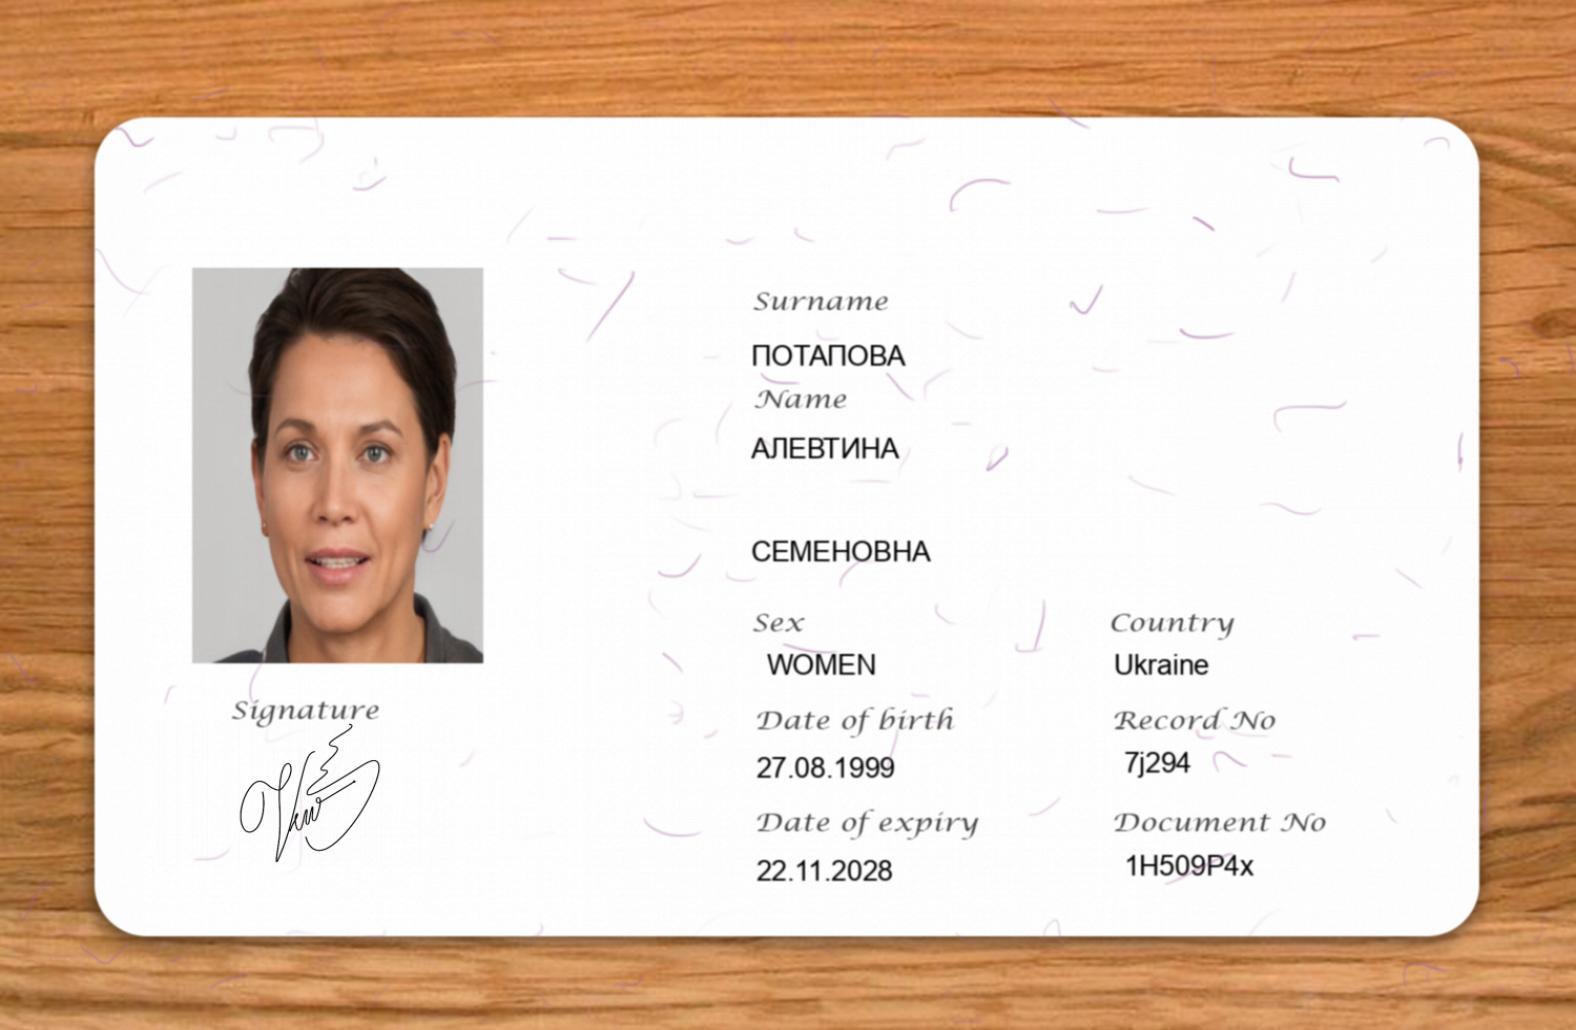 Surname
ПОТАПОВА
Name
АЛЕВТИНА
СЕМЕНОВНА
Sex
Country
WOMEN
Ukraine
Date of birth
Record No
27.08.1999
7j294
Date of expiry
Document No
22.11.2028
1H509P4x
Signature